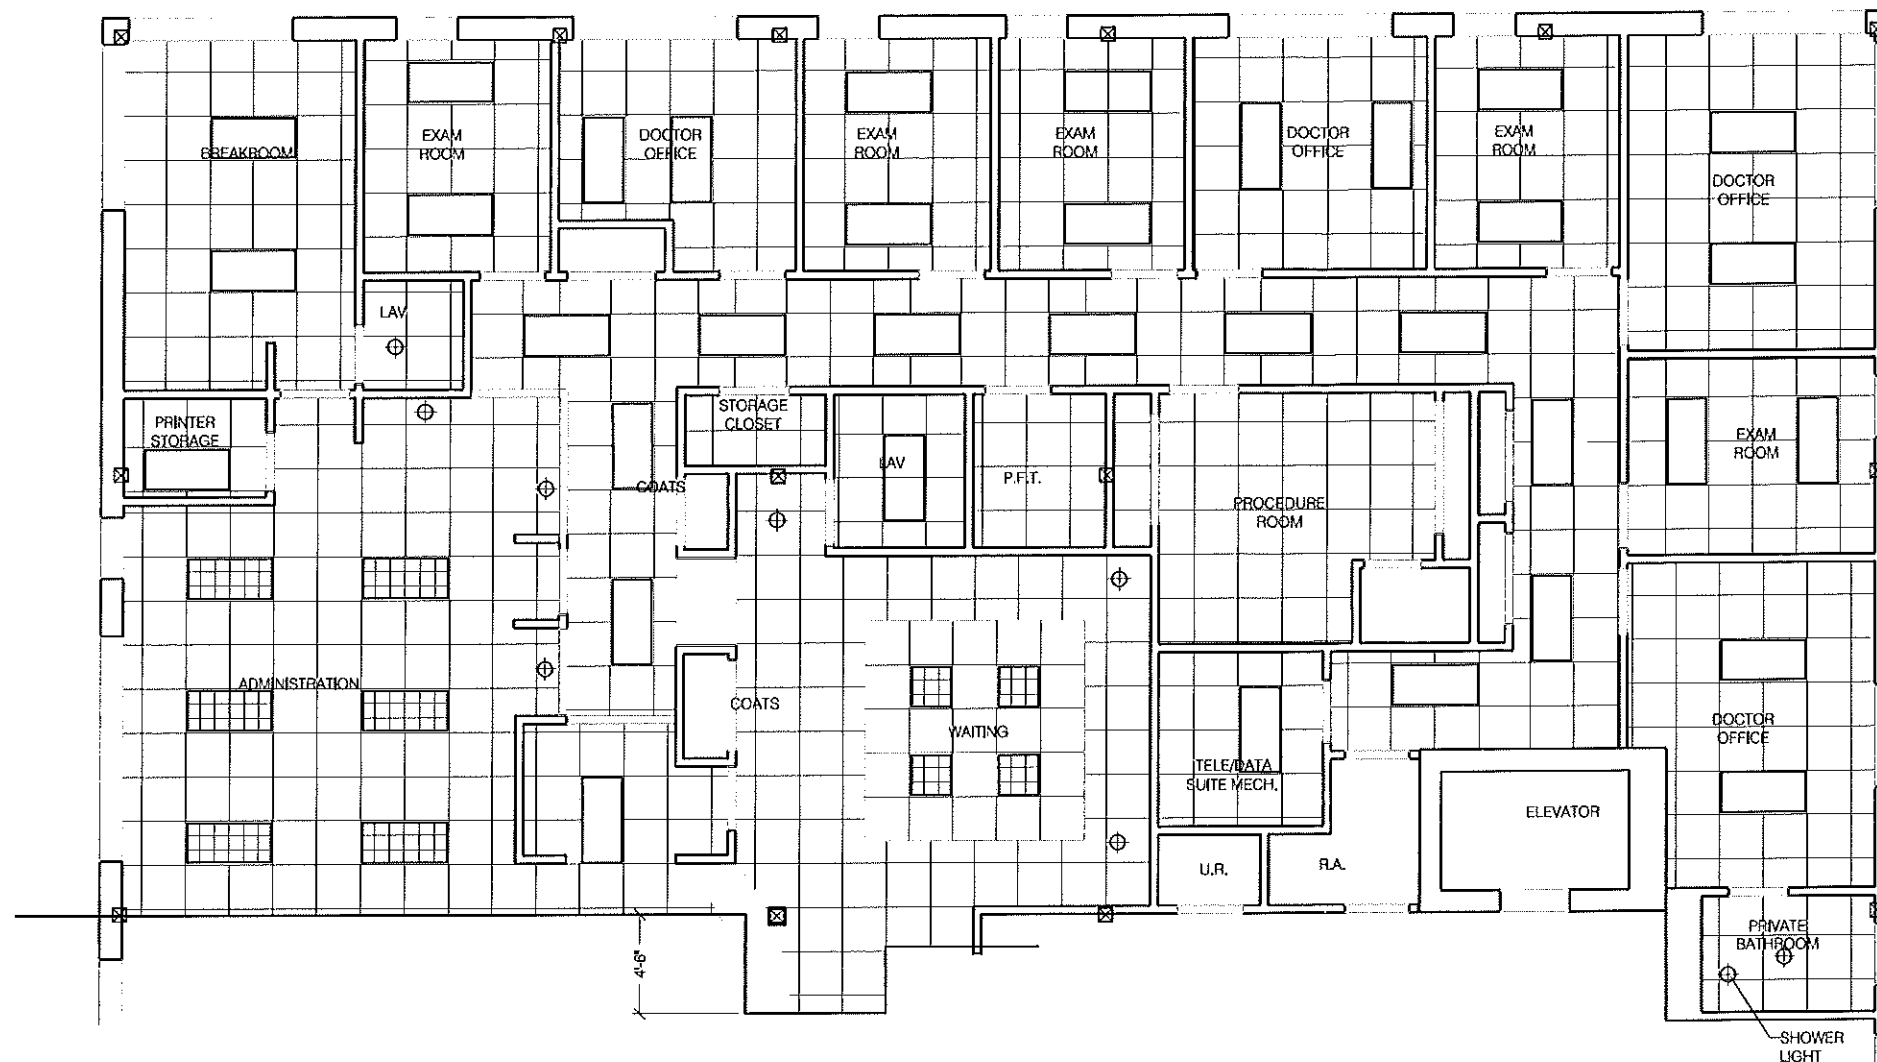 BREAKROOM
EXAM
ROOM
DOCTOR
OFFICE
EXAM
ROOM
EXAM
ROOM
DOCTOR
OFFICE
EXAM
ROOM
DOCTOR
OFFICE
LAV
PRINTER
STORAGE
STORAGE
CLOSET
COATS
LAV
P.F.T.
PROCEDURE
ROOM
EXAM
ROOM
ADMINISTRATION
COATS
WAITING
TELE/DATA
SUITE MECH.
DOCTOR
OFFICE
ELEVATOR
U.R.
R.A.
4'-6"
PRIVATE
BATHROOM
SHOWER
LIGHT